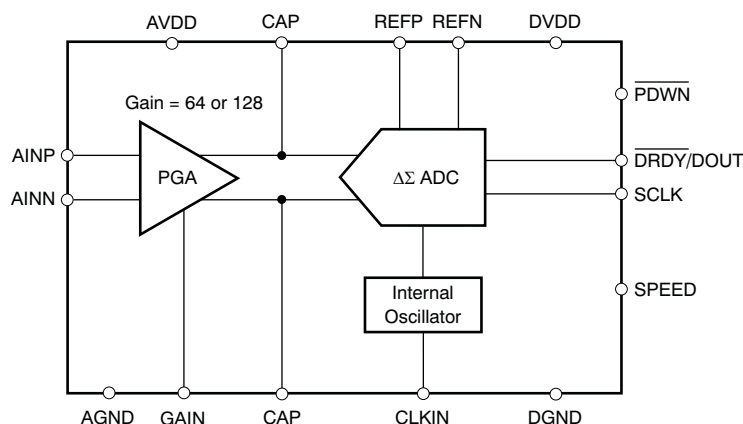 AVDD
CAP
REFP
REFN
DVDD
PDWN
Gain = 64 or 128
AINP
PGA
ΔΣ ADC
DRDY/DOUT
AINN
SCLK
Internal
Oscillator
SPEED
AGND
GAIN
CAP
CLKIN
DGND